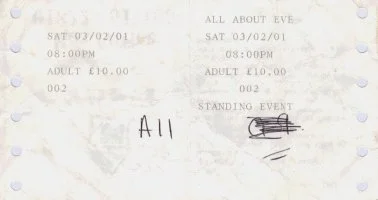 ALL ABOUT EVE
SAT 03/02/01 SAT 03/02/01
08:00PM 08:00PM
ADULT £10.00 ADULT £10.00
002 002
STANDING EVENT
All